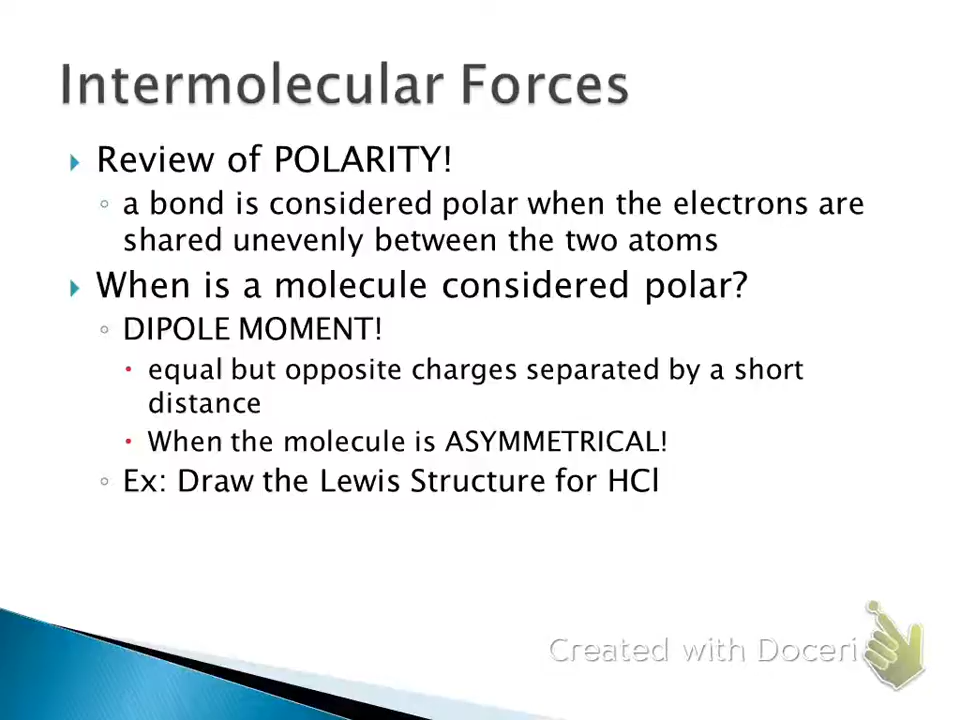 Intermolecular Forces
Review of POLARITY!
a bond is considered polar when the electrons are
shared unevenly between the two atoms
When is a molecule considered polar?
DIPOLE MOMENT!
equal but opposite charges separated by a short
distance
When the molecule is ASYMMETRICAL!
Ex: Draw the Lewis Structure for HCl
Created with Doceri